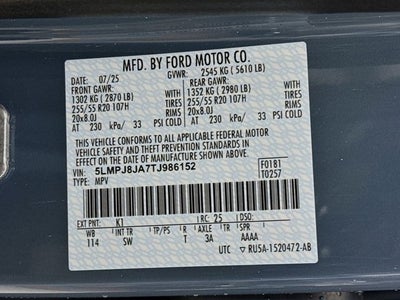 MFD. BY FORD MOTOR CO.
DATE: 07/25 GVWR: 2545 KG ( 5610 LB)
FRONT GAWR: REAR GAWR:
1302 KG ( 2870 LB) WITH 1352 KG ( 2980 LB) WITH
255/55 R20 107H TIRES 255/55 R20 107H TIRES
20x8.0J RIMS 20x8.0J RIMS
AT 230 kPa/ 33 PSI COLD AT 230 kPa/ 33 PSI COLD
THIS VEHICLE CONFORMS TO ALL APPLICABLE FEDERAL MOTOR
VEHICLE SAFETY AND THEFT PREVENTION STANDARDS IN EFFECT
ON THE DATE OF MANUFACTURE SHOWN ABOVE.
VIN: 5LMPJ8JA7TJ986152
TYPE: MPV
F0181
T0257
EXT PNT: K1 RC: 25 DSO:
WB INT TR TP/PS R AXLE TR SPR
114 SW T 3A AAAA
UTC RU5A-1520472-AB